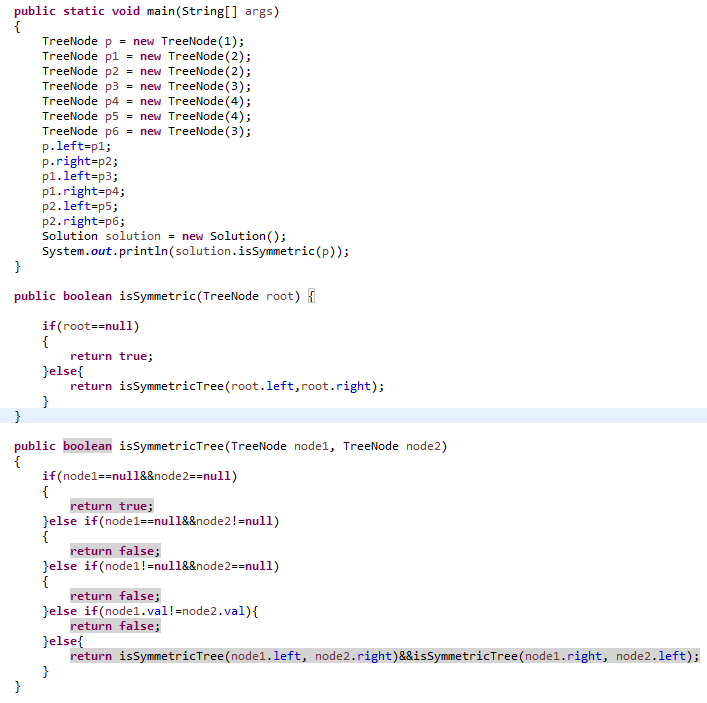 public static void main(String[] args)
{
    TreeNode p = new TreeNode(1);
    TreeNode p1 = new TreeNode(2);
    TreeNode p2 = new TreeNode(2);
    TreeNode p3 = new TreeNode(3);
    TreeNode p4 = new TreeNode(4);
    TreeNode p5 = new TreeNode(4);
    TreeNode p6 = new TreeNode(3);
    p.left=p1;
    p.right=p2;
    p1.left=p3;
    p1.right=p4;
    p2.left=p5;
    p2.right=p6;
    Solution solution = new Solution();
    System.out.println(solution.isSymmetric(p));
}
public boolean isSymmetric(TreeNode root) {
    if(root==null)
    {
        return true;
    }else{
        return isSymmetricTree(root.left,root.right);
    }
}
public boolean isSymmetricTree(TreeNode node1, TreeNode node2)
{
    if(node1==null&&node2==null)
    {
        return true;
    }else if(node1==null&&node2!=null)
    {
        return false;
    }else if(node1!=null&&node2==null)
    {
        return false;
    }else if(node1.val!=node2.val){
        return false;
    }else{
        return isSymmetricTree(node1.left, node2.right)&&isSymmetricTree(node1.right, node2.left);
    }
}